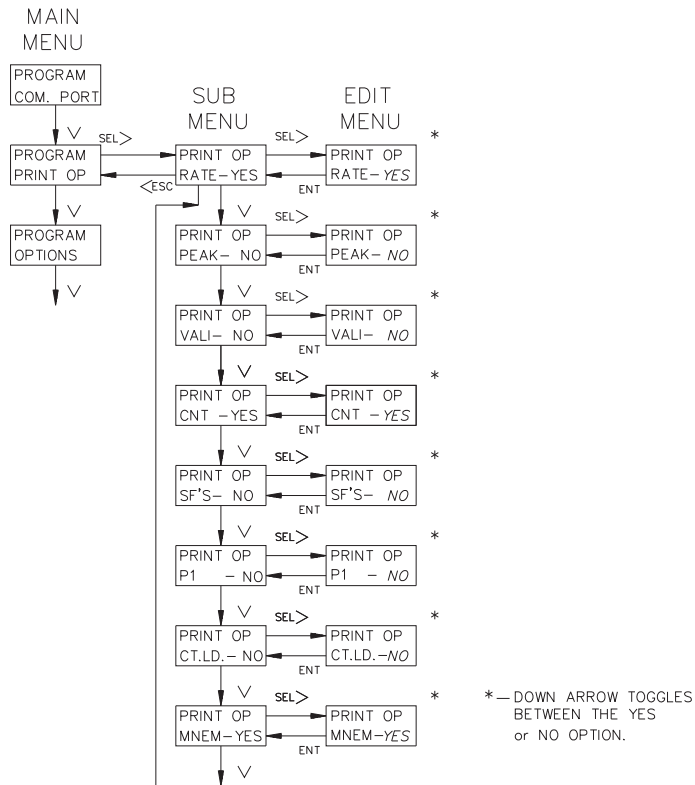 MAIN
MENU
PROGRAM
COM. PORT
SUB
MENU
EDIT
MENU
V
SEL>
SEL>
*
PROGRAM
PRINT OP
PRINT OP
RATE-YES
PRINT OP
RATE-YES
<ESC
ENT
V
V
SEL>
*
PROGRAM
OPTIONS
PRINT OP
PEAK- NO
PRINT OP
PEAK- NO
ENT
V
V
SEL>
*
PRINT OP
VALI- NO
PRINT OP
VALI- NO
ENT
V
SEL>
*
PRINT OP
CNT -YES
PRINT OP
CNT -YES
ENT
V
SEL>
*
PRINT OP
SF'S- NO
PRINT OP
SF'S- NO
ENT
V
SEL>
*
PRINT OP
P1 - NO
PRINT OP
P1 - NO
ENT
V
SEL>
*
PRINT OP
CT.LD.- NO
PRINT OP
CT.LD.-NO
ENT
V
SEL>
*
PRINT OP
MNEM-YES
PRINT OP
MNEM-YES
ENT
V
*- DOWN ARROW TOGGLES
BETWEEN THE YES
or NO OPTION.